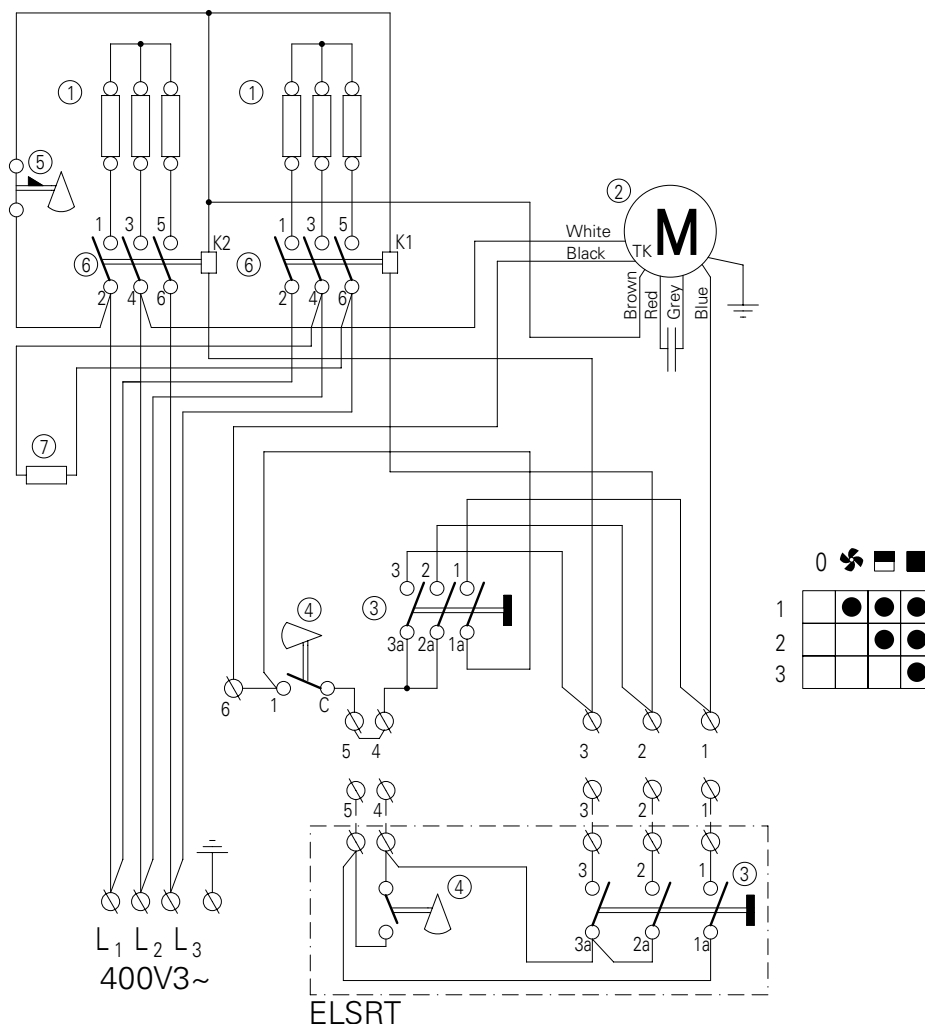 1 1
5
2
1 3 5 K2 1 3 5 K1
6 6
2 4 6 2 4 6
White
Black
TK M
Brown Red Grey Blue
7
0
1
2
3
3 2 1
3
4
3a 2a 1a
6 1 C
5 4 3 2 1
5 4 3 2 1
3 2 1
3
4
3a 2a 1a
L1 L2 L3
400V3~
ELSRT